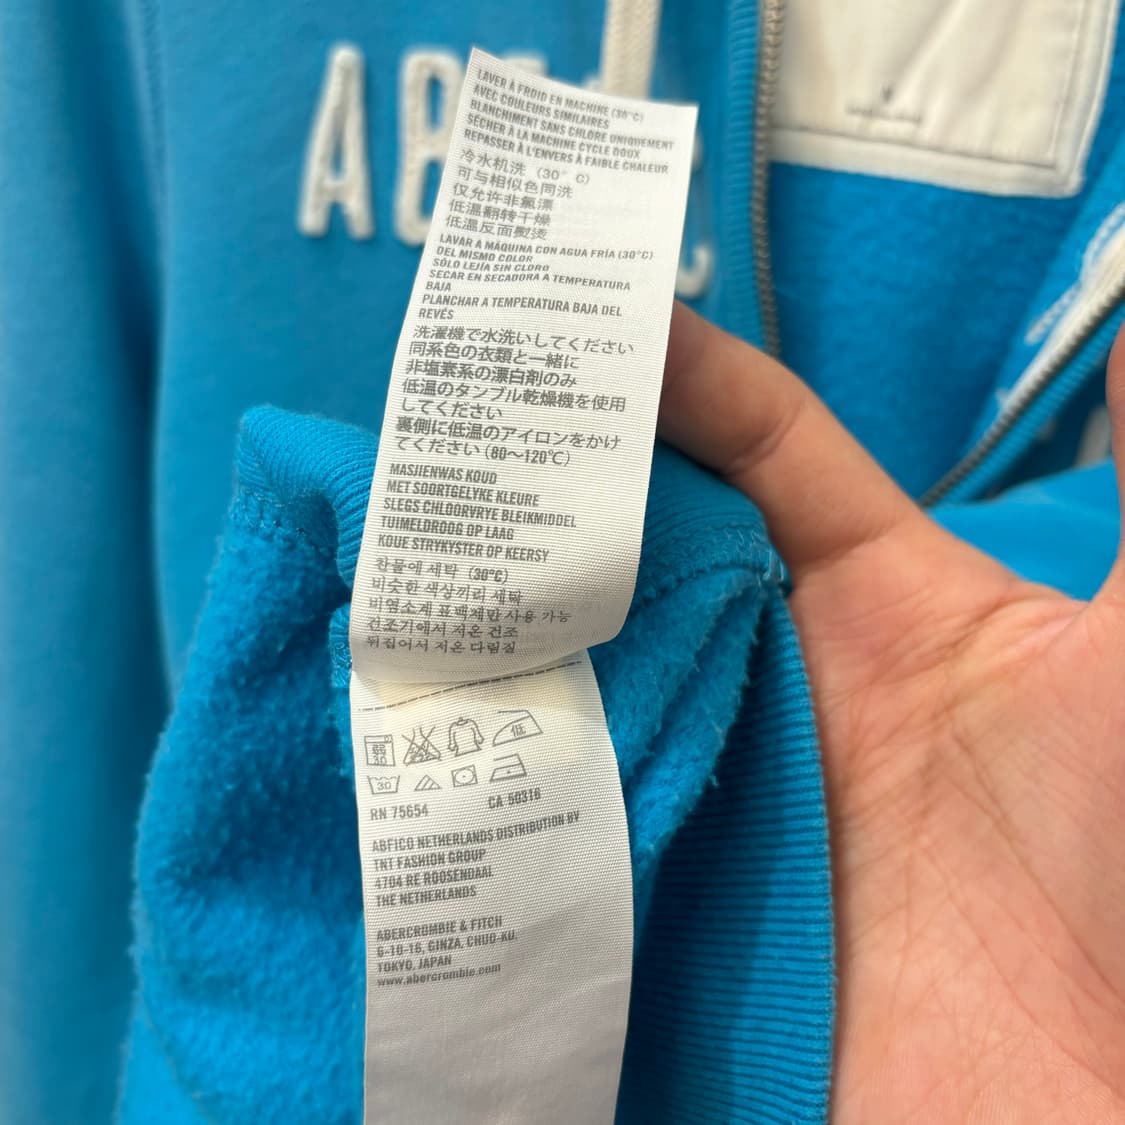 AB
LAVER À FROID EN MACHINE (30°C)
AVEC COULEURS SIMILAIRES
BLANCHIMENT SANS CHLORE UNIQUEMENT
SÉCHER À LA MACHINE CYCLE DOUX
REPASSER À L'ENVERS À FAIBLE CHALEUR
冷水机洗 (30°C)
可与相似色同洗
仅允许非氯漂
低温翻转干燥
低温反面熨烫
LAVAR A MÁQUINA CON AGUA FRÍA (30°C)
DEL MISMO COLOR
SÓLO LEJÍA SIN CLORO
SECAR EN SECADORA A TEMPERATURA
BAJA
PLANCHAR A TEMPERATURA BAJA DEL
REVÉS
洗濯機で水洗いしてください
同系色の衣類と一緒に
非塩素系の漂白剤のみ
低温のタンブル乾燥機を使用
してください
裏側に低温のアイロンをかけ
てください (80〜120℃)
MASJIENWAS KOUD
MET SOORTGELYKE KLEURE
SLEGS CHLOORVRYE BLEIKMIDDEL
TUIMELDROOG OP LAAG
KOUE STRYKYSTER OP KEERSY
찬물에 세탁 (30°C)
비슷한 색상끼리 세탁
비염소계 표백제만 사용 가능
건조기에서 저온 건조
뒤집어서 저온 다림질
30 低
30
RN 75654 CA 50316
ABFICO NETHERLANDS DISTRIBUTION BV
TNT FASHION GROUP
4704 RE ROOSENDAAL
THE NETHERLANDS
ABERCROMBIE & FITCH
6-10-16, GINZA, CHUO-KU.
TOKYO, JAPAN
www.abercrombie.com